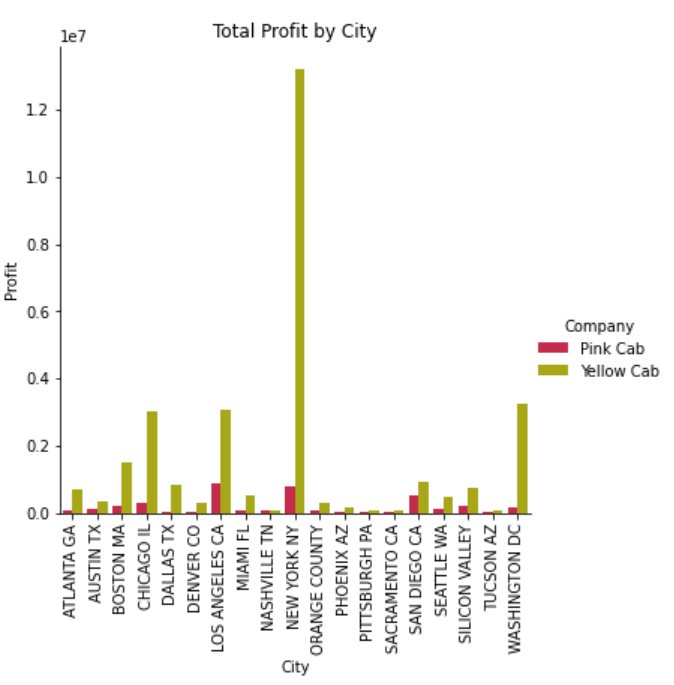 Total Profit by City
1e7
1.2
1.0
0.8
0.6
0.4
0.2
0.0
Profit
ATLANTA GA
AUSTIN TX
BOSTON MA
CHICAGO IL
DALLAS TX
DENVER CO
LOS ANGELES CA
MIAMI FL
NASHVILLE TN
NEW YORK NY
ORANGE COUNTY
PHOENIX AZ
PITTSBURGH PA
SACRAMENTO CA
SAN DIEGO CA
SEATTLE WA
SILICON VALLEY
TUCSON AZ
WASHINGTON DC
City
Company
Pink Cab
Yellow Cab